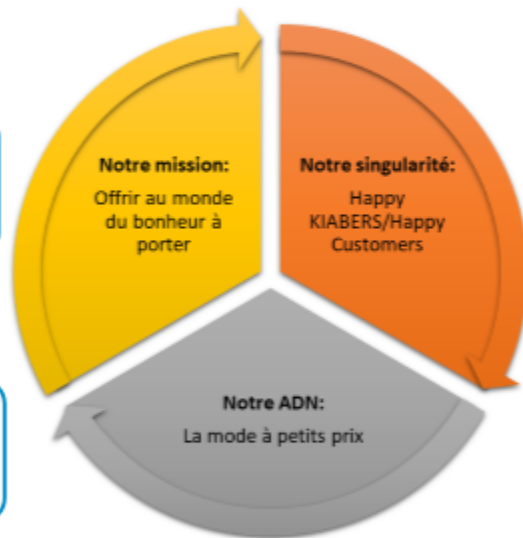 Notre mission:
Offrir au monde
du bonheur à
porter
Notre singularité:
Happy
KIABERS/Happy
Customers
Notre ADN:
La mode à petits prix